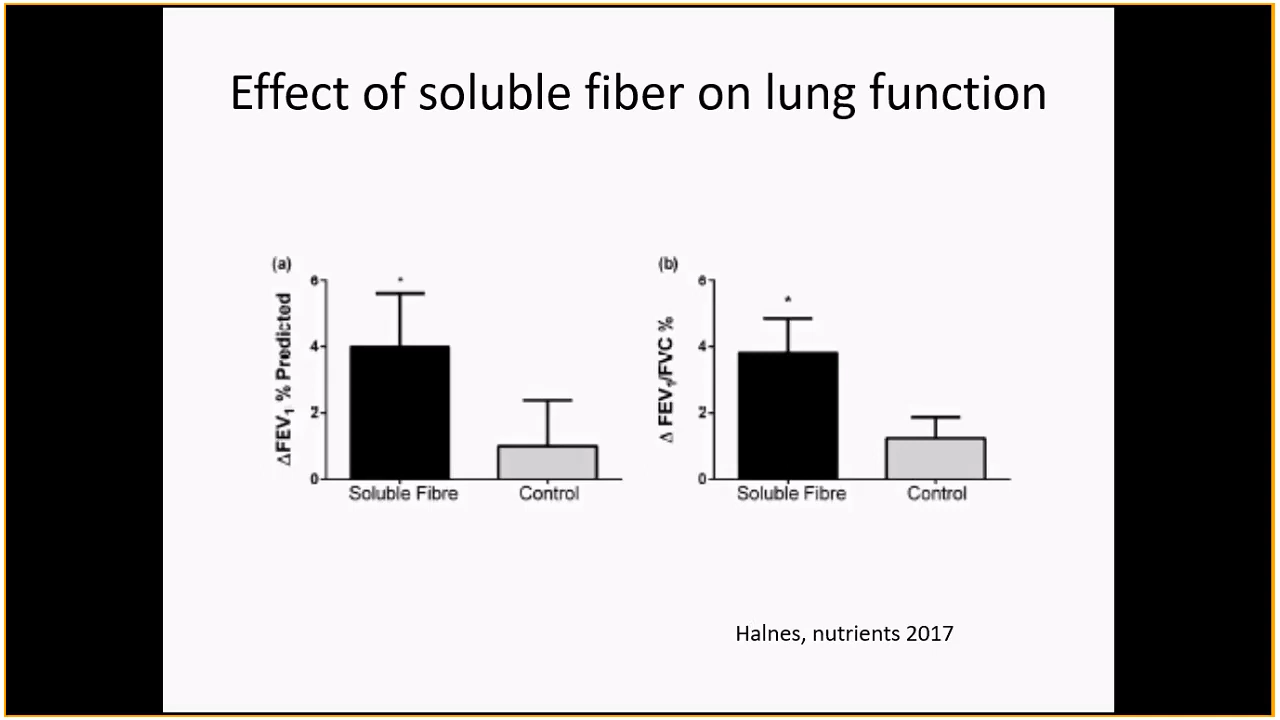 Effect of soluble fiber on lung function
(a)
ΔFEV₁ % Predicted
6
4
2
0
Soluble Fibre
Control
(b)
Δ FEV₁/FVC %
*
6
4
2
0
Soluble Fibre
Control
Halnes, nutrients 2017